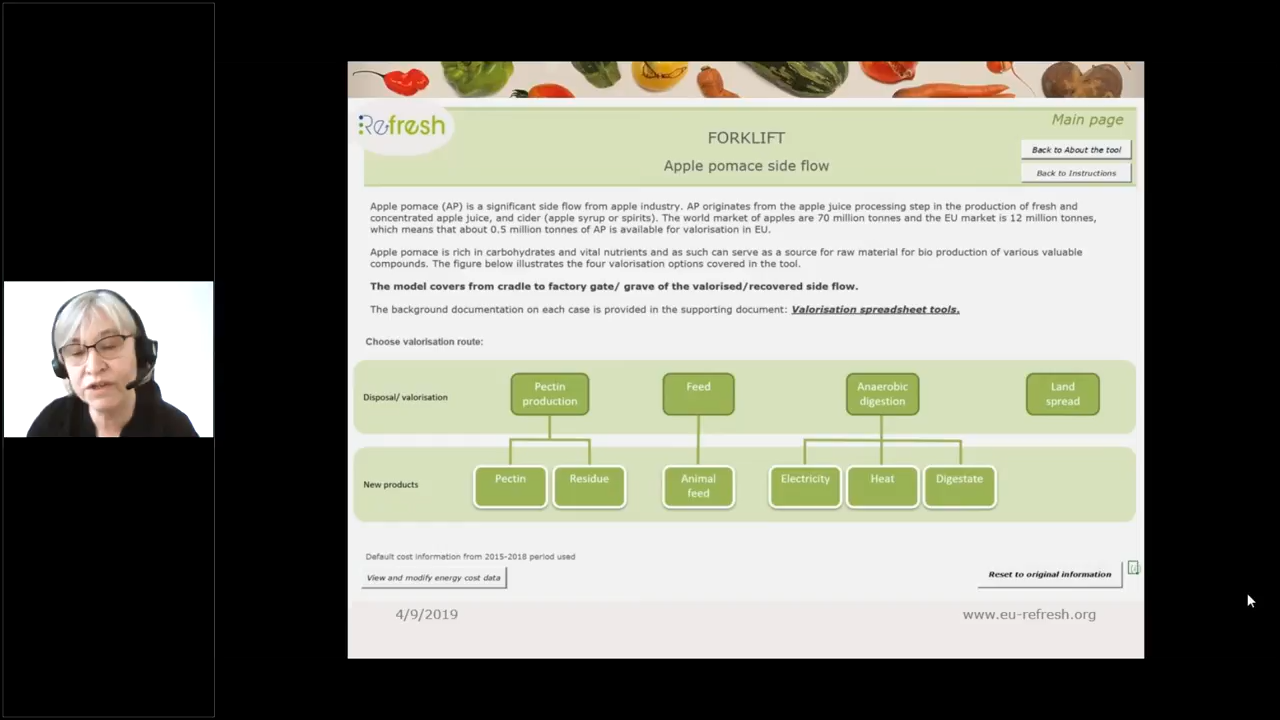 Refresh
Main page
FORKLIFT
Back to About the tool
Apple pomace side flow
Back to Instructions
Apple pomace (AP) is a significant side flow from apple industry. AP originates from the apple juice processing step in the production of fresh and
concentrated apple juice, and cider (apple syrup or spirits). The world market of apples are 70 million tonnes and the EU market is 12 million tonnes,
which means that about 0.5 million tonnes of AP is available for valorisation in EU.
Apple pomace is rich in carbohydrates and vital nutrients and as such can serve as a source for raw material for bio production of various valuable
compounds. The figure below illustrates the four valorisation options covered in the tool.
The model covers from cradle to factory gate/ grave of the valorised/recovered side flow.
The background documentation on each case is provided in the supporting document: Valorisation spreadsheet tools.
Choose valorisation route:
Disposal/ valorisation
Pectin
production
Feed
Anaerobic
digestion
Land
spread
New products
Pectin
Residue
Animal
feed
Electricity
Heat
Digestate
Default cost information from 2015-2018 period used
View and modify energy cost data
Reset to original information
4/9/2019
www.eu-refresh.org